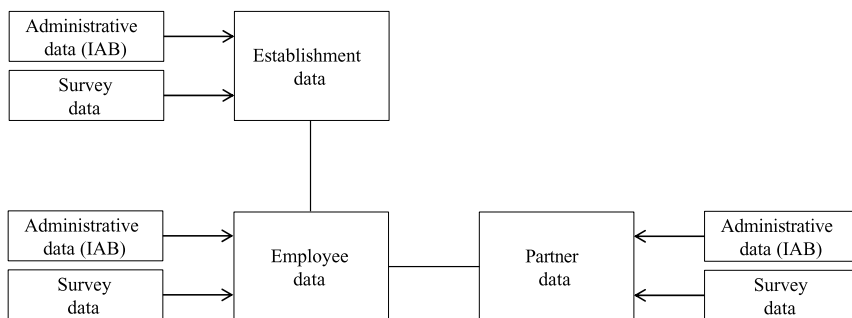 Administrative
data (IAB)
Survey
data
Establishment
data
Administrative
data (IAB)
Survey
data
Employee
data
Partner
data
Administrative
data (IAB)
Survey
data